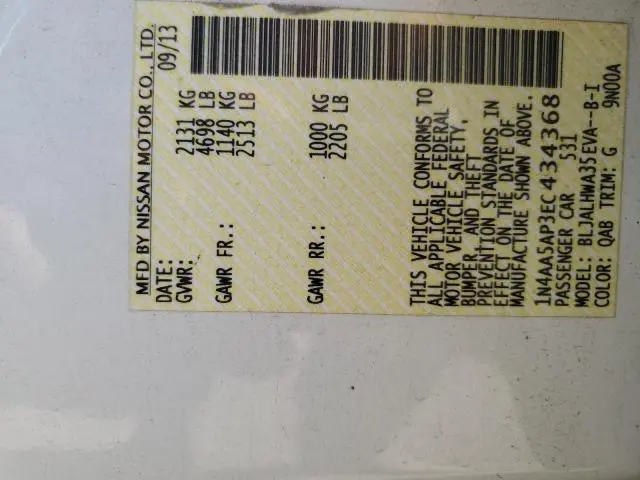 MFD BY NISSAN MOTOR CO., LTD.
DATE: 09/13
GVWR: 2131 KG
4698 LB
GAWR FR.: 1140 KG
2513 LB
GAWR RR.: 1000 KG
2205 LB
THIS VEHICLE CONFORMS TO
ALL APPLICABLE FEDERAL
MOTOR VEHICLE SAFETY,
BUMPER, AND THEFT
PREVENTION STANDARDS IN
EFFECT ON THE DATE OF
MANUFACTURE SHOWN ABOVE.
1N4AA5AP3EC434368
PASSENGER CAR 531
MODEL: BLJALHWA35EVA--B-I
COLOR: QAB TRIM: G 9N00A